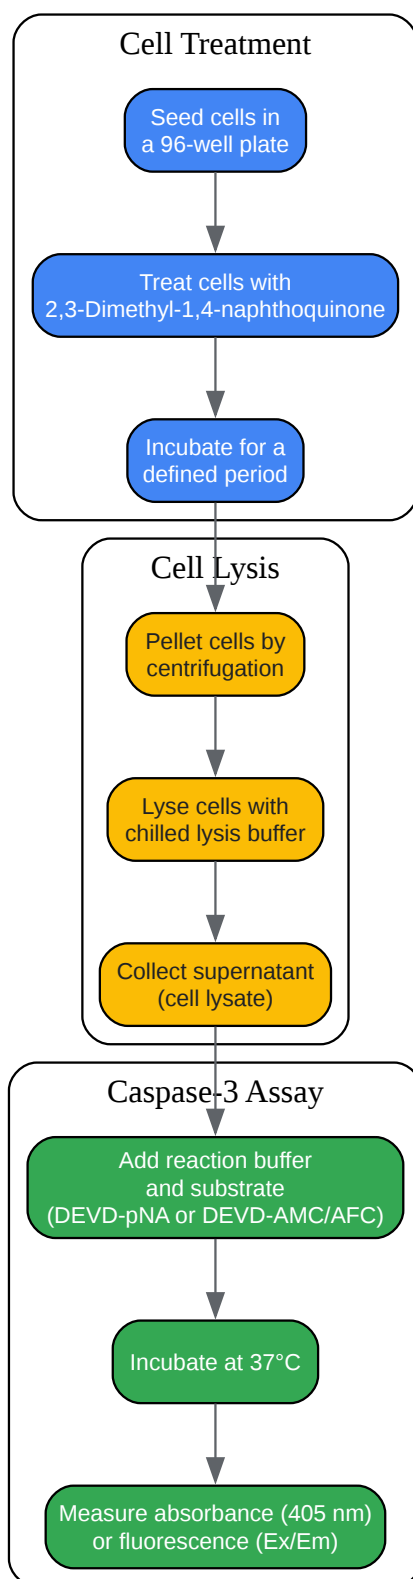 Cell Treatment
Seed cells in
a 96-well plate
Treat cells with
2,3-Dimethyl-1,4-naphthoquinone
Incubate for a
defined period
Cell Lysis
Pellet cells by
centrifugation
Lyse cells with
chilled lysis buffer
Collect supernatant
(cell lysate)
Caspase-3 Assay
Add reaction buffer
and substrate
(DEVD-pNA or DEVD-AMC/AFC)
Incubate at 37°C
Measure absorbance (405 nm)
or fluorescence (Ex/Em)